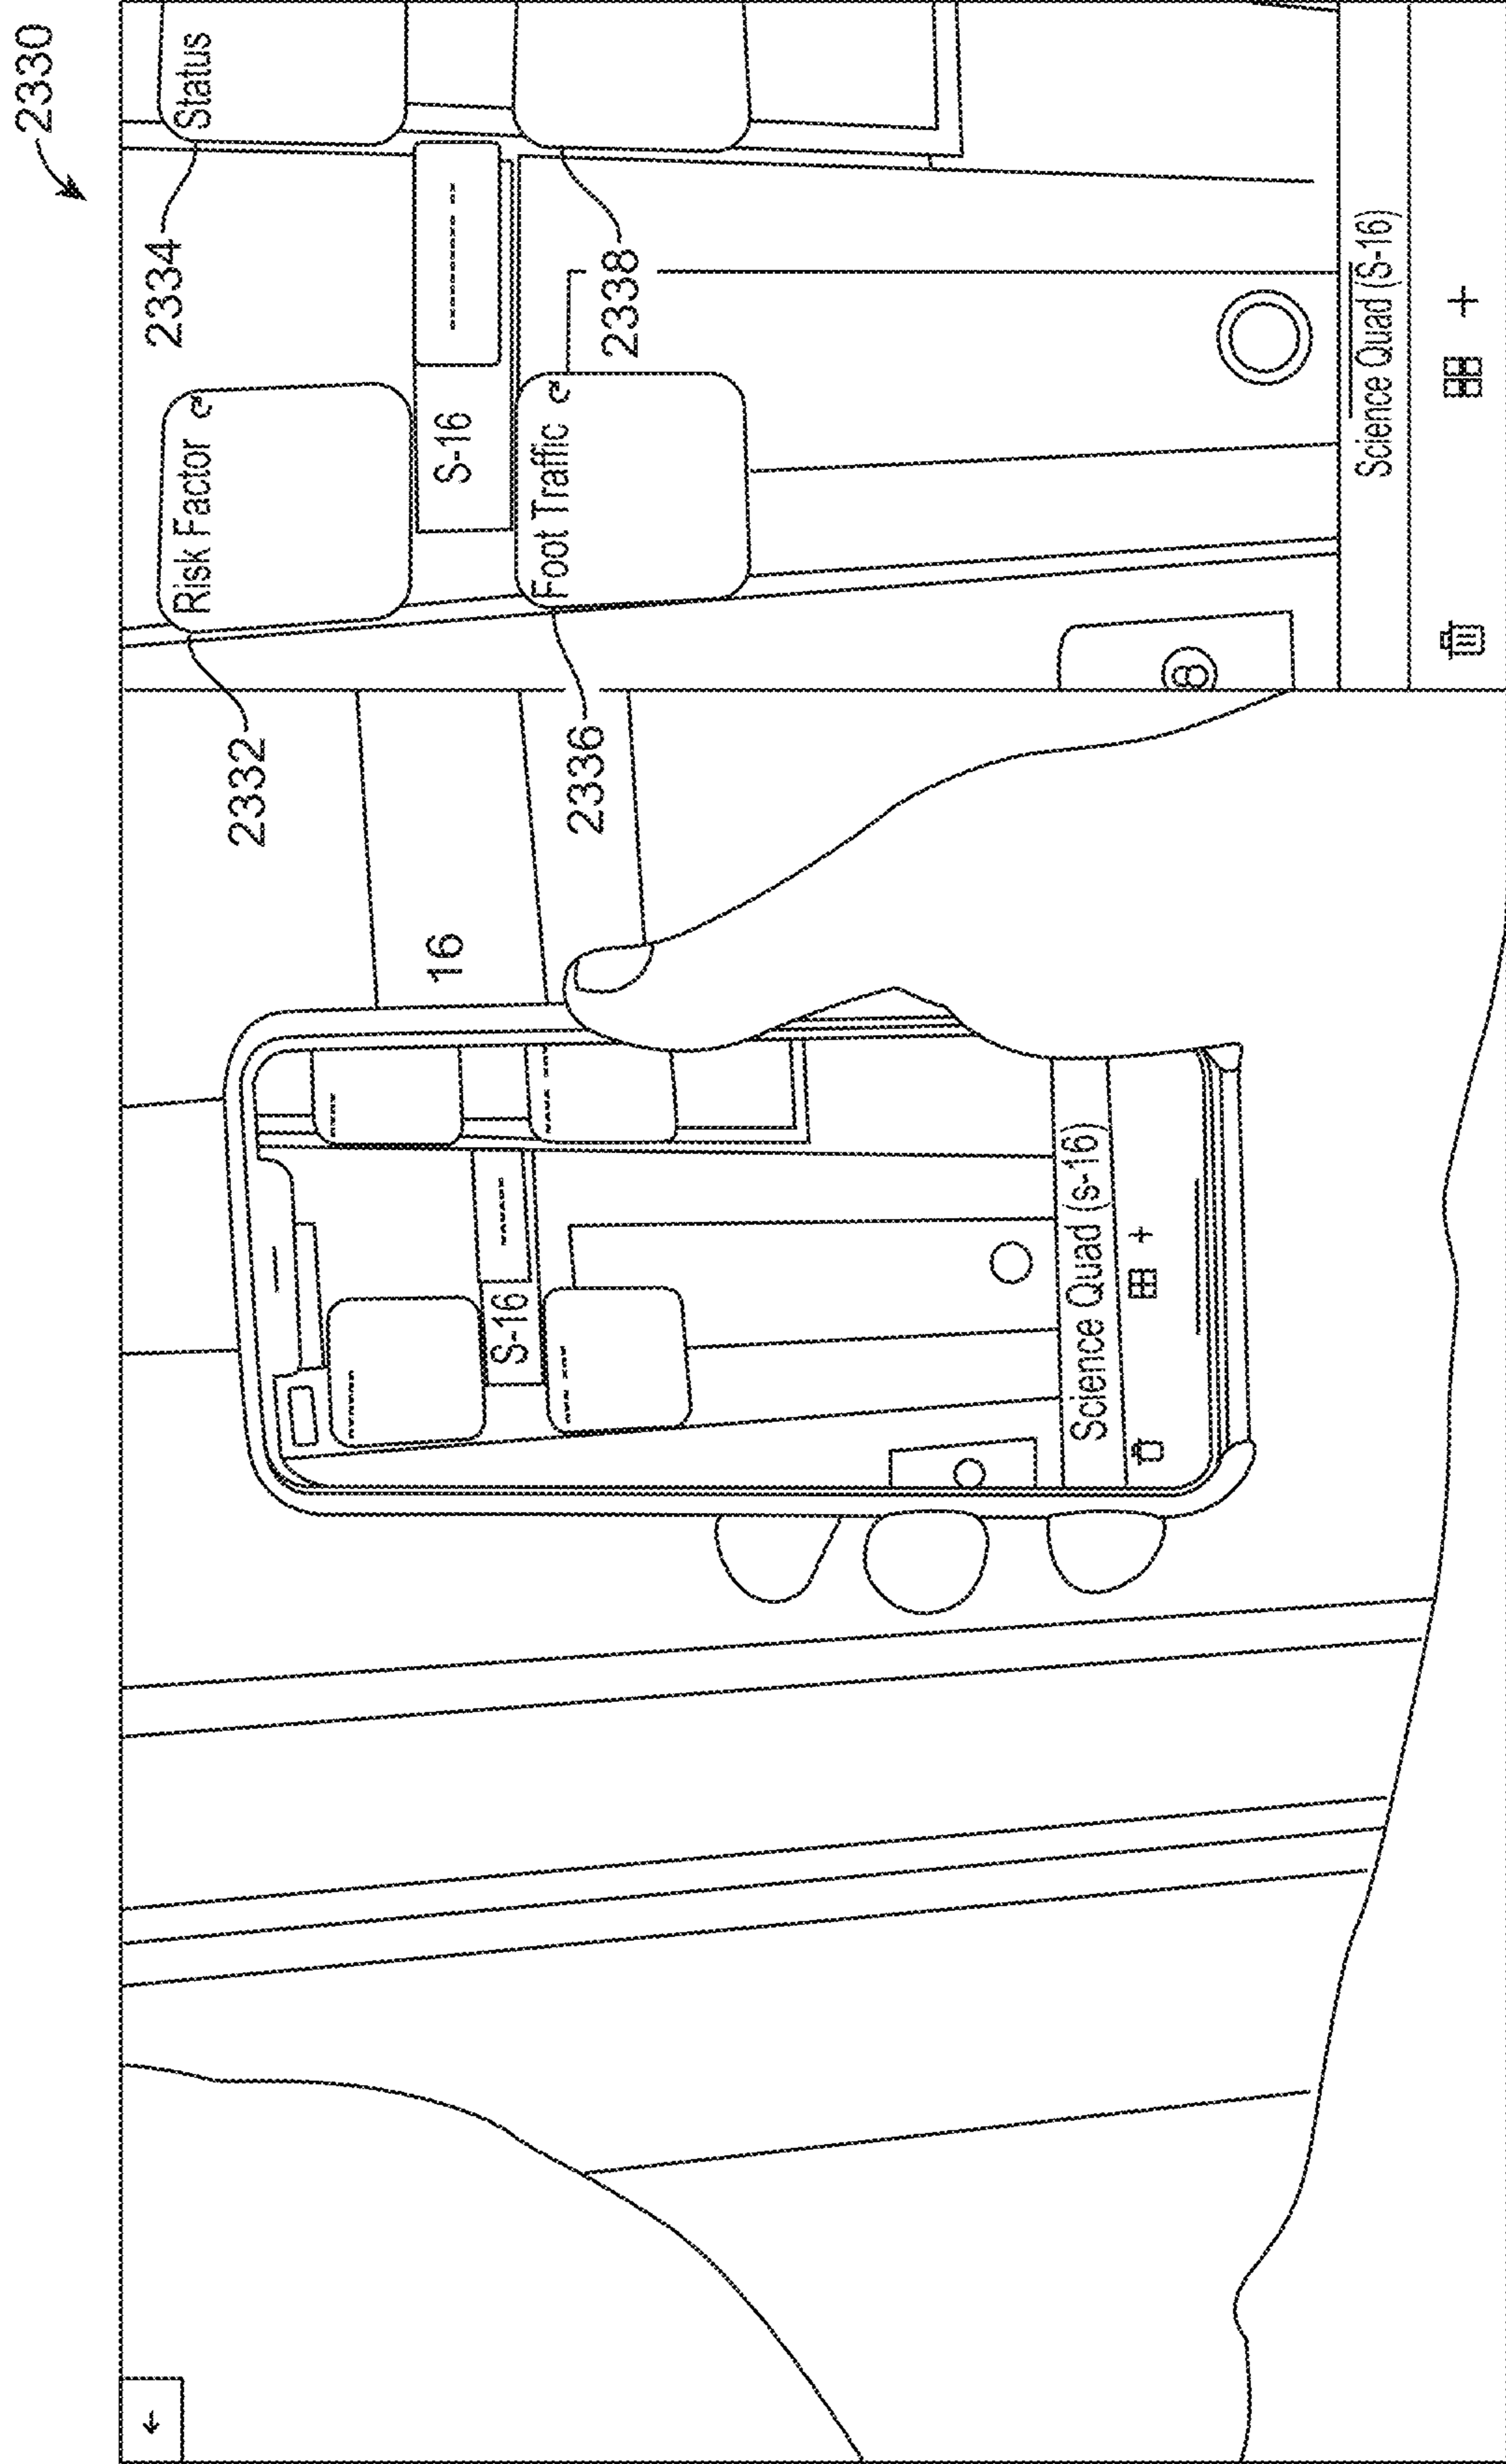 2330
2334
Status
Risk Factor
S-16
2338
Foot Traffic
2332
2336
16
8
Science Quad (S-16)
+
S-16
Science Quad (s-16)
+